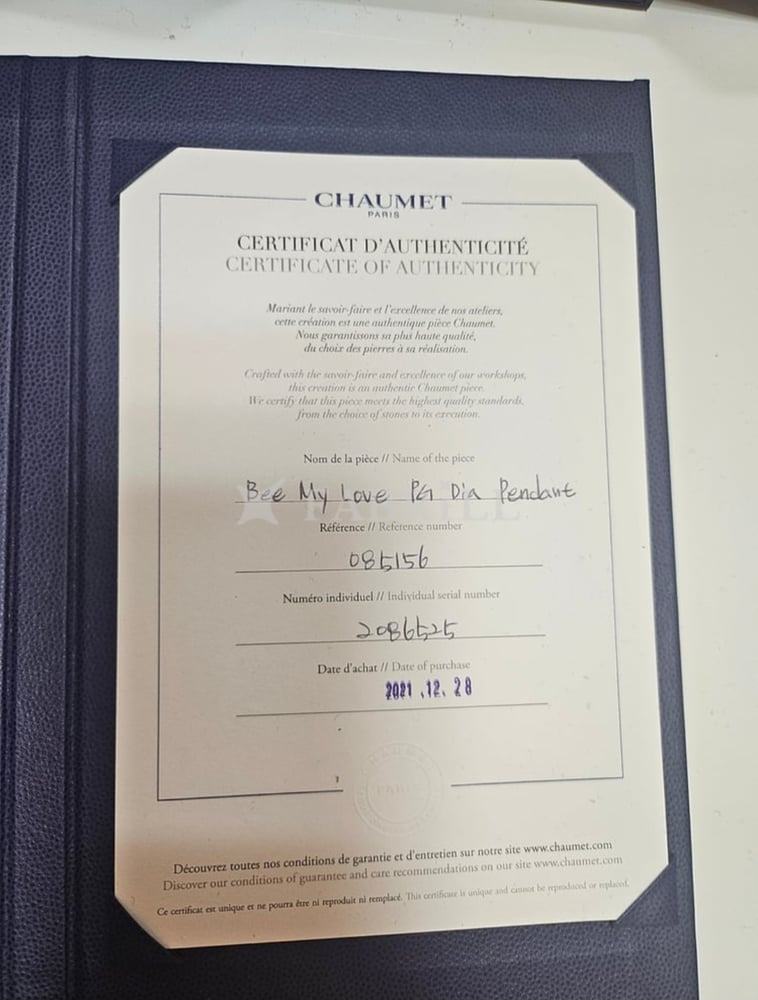 CHAUMET
PARIS
CERTIFICAT D'AUTHENTICITÉ
CERTIFICATE OF AUTHENTICITY
Mariant le savoir-faire et l'excellence de nos ateliers,
cette création est une authentique pièce Chaumet.
Nous garantissons sa plus haute qualité,
du choix des pierres à sa réalisation.
Crafted with the savoir-faire and excellence of our workshops,
this creation is an authentic Chaumet piece.
We certify that this piece meets the highest quality standards,
from the choice of stones to its execution.
Nom de la pièce // Name of the piece
Bee My Love PG Dia Pendant
Référence // Reference number
085156
Numéro individuel // Individual serial number
2086525
Date d'achat // Date of purchase
2021.12.28
PARIS
Découvrez toutes nos conditions de garantie et d'entretien sur notre site www.chaumet.com
Discover our conditions of guarantee and care recommendations on our site www.chaumet.com
Ce certificat est unique et ne pourra être ni reproduit ni remplacé. This certificate is unique and cannot be reproduced or replaced.